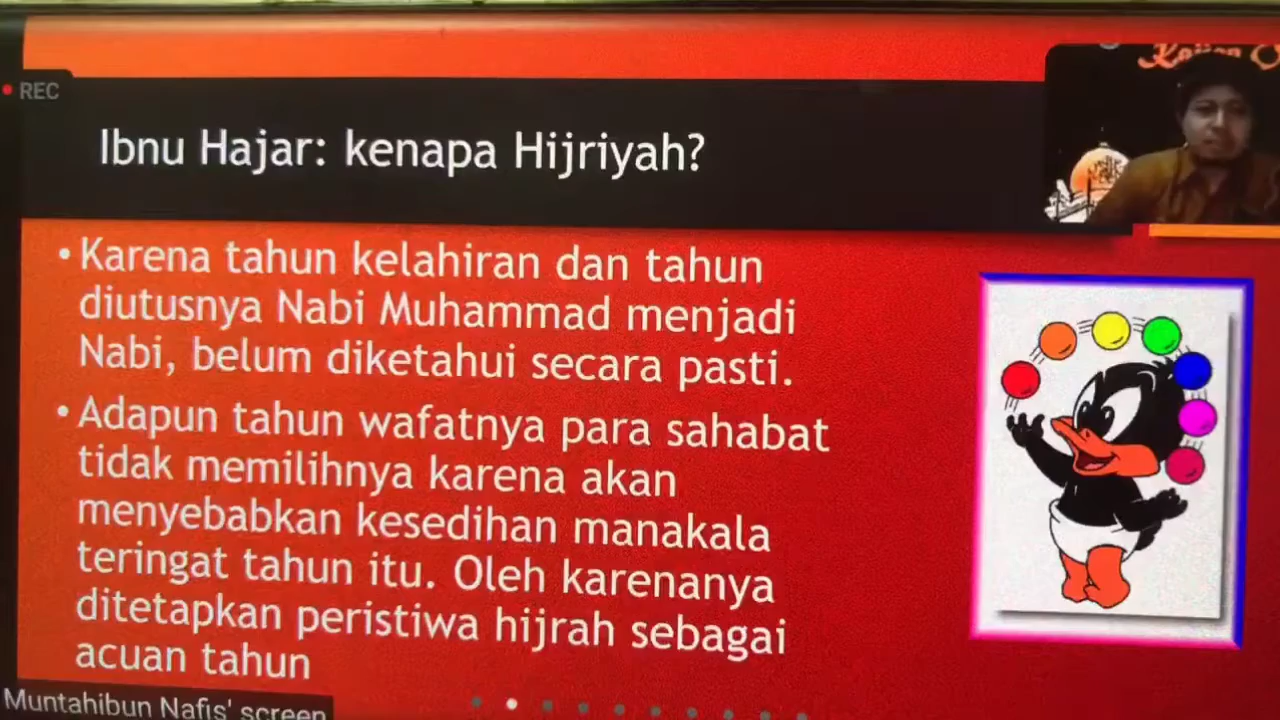 REC
Ibnu Hajar: kenapa Hijriyah?
• Karena tahun kelahiran dan tahun
diutusnya Nabi Muhammad menjadi
Nabi, belum diketahui secara pasti.
• Adapun tahun wafatnya para sahabat
tidak memilihnya karena akan
menyebabkan kesedihan manakala
teringat tahun itu. Oleh karenanya
ditetapkan peristiwa hijrah sebagai
acuan tahun
Muntahibun Nafis' screen